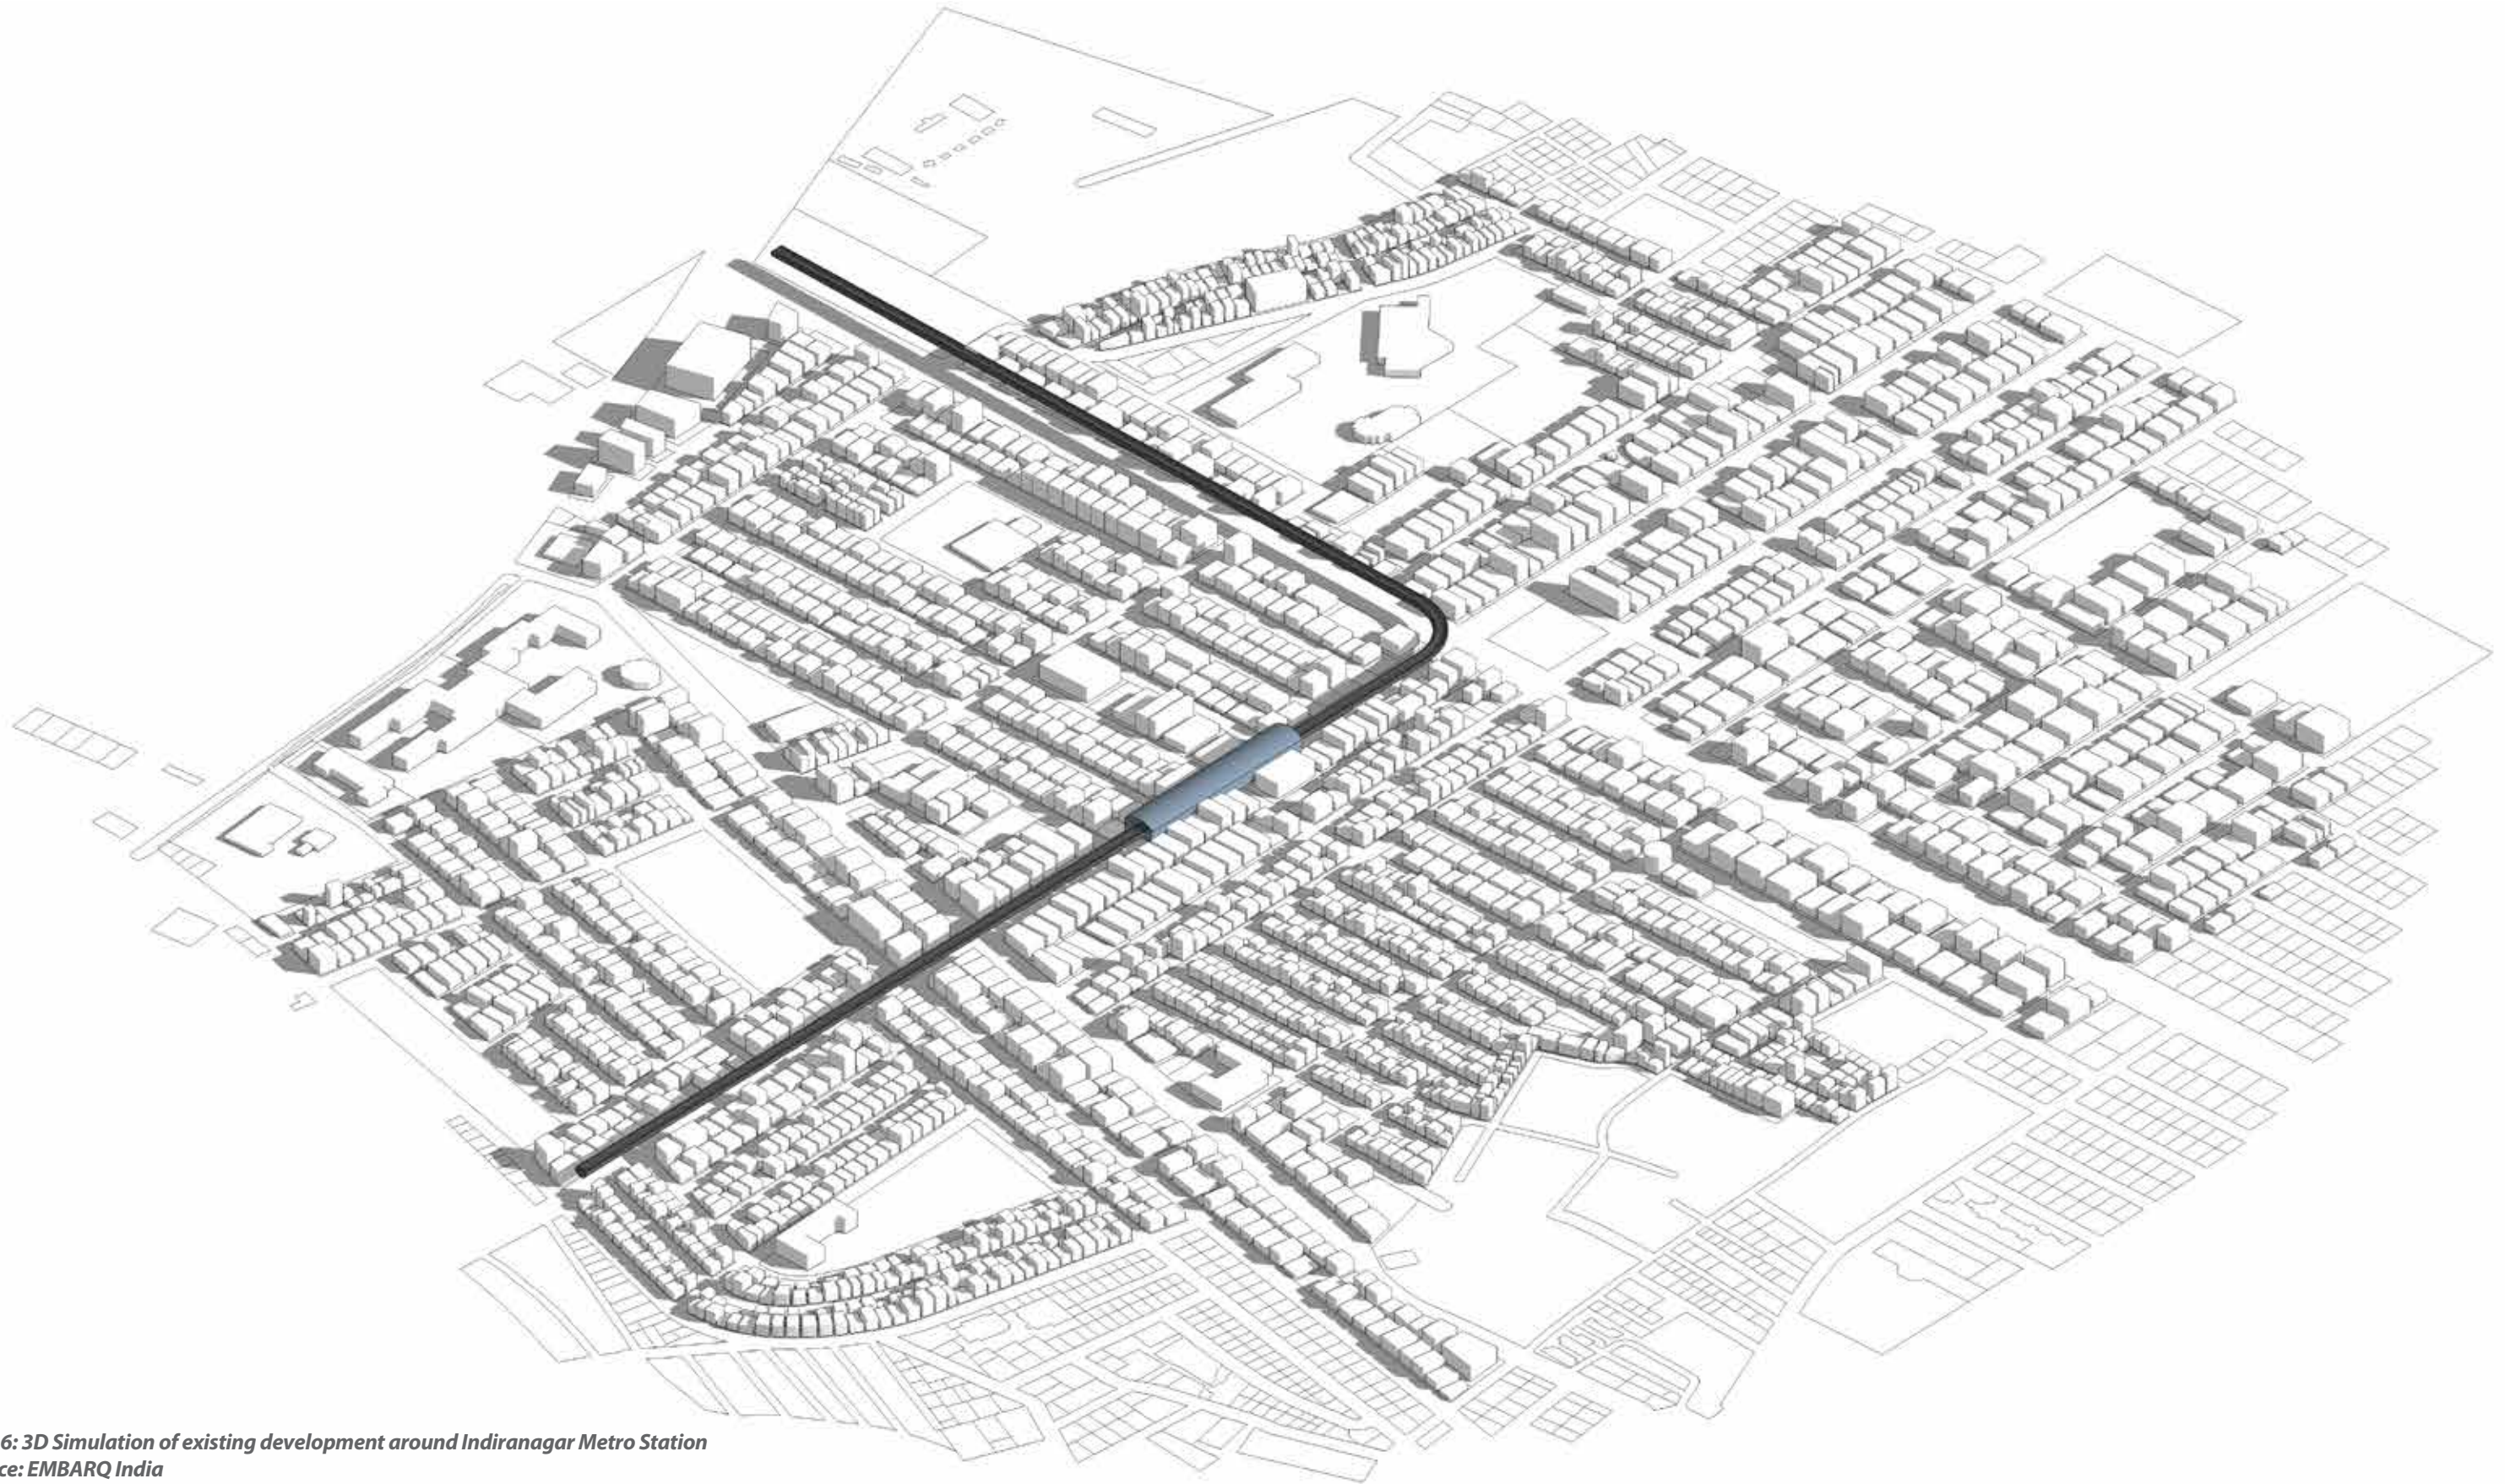 6: 3D Simulation of existing development around Indiranagar Metro Station
ce: EMBARQ India